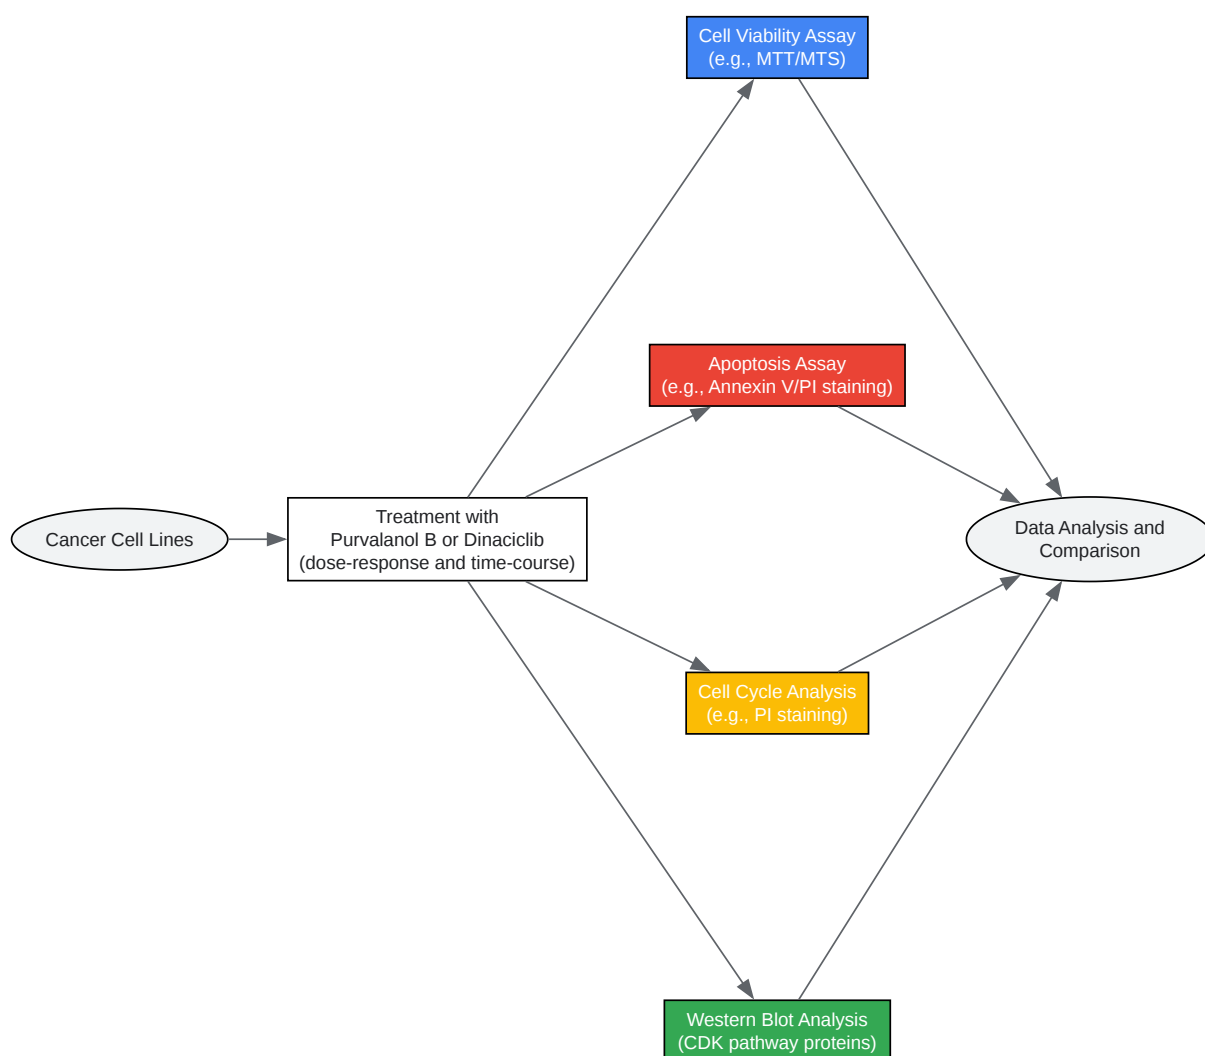 Cell Viability Assay
(e.g., MTT/MTS)
Apoptosis Assay
(e.g., Annexin V/PI staining)
Cancer Cell Lines
Treatment with
Purvalanol B or Dinaciclib
(dose-response and time-course)
Data Analysis and
Comparison
Cell Cycle Analysis
(e.g., PI staining)
Western Blot Analysis
(CDK pathway proteins)